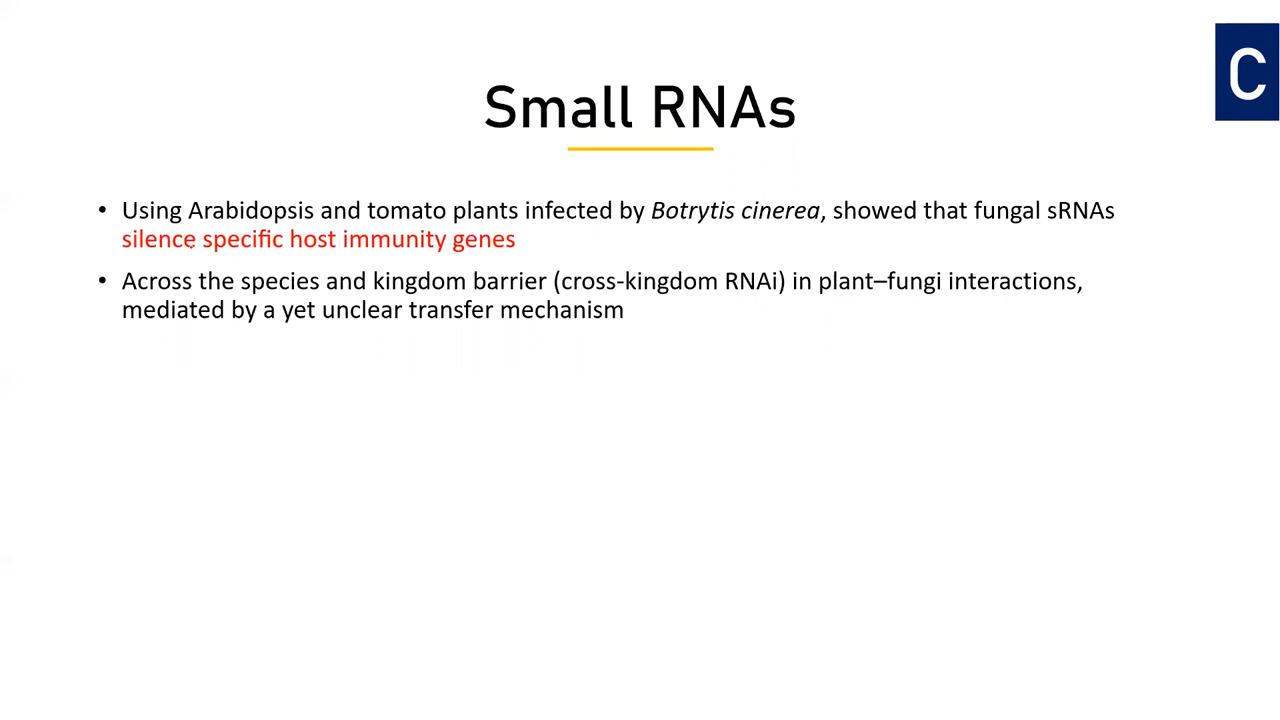 C
Small RNAs
• Using Arabidopsis and tomato plants infected by Botrytis cinerea, showed that fungal sRNAs
silence specific host immunity genes
• Across the species and kingdom barrier (cross-kingdom RNAi) in plant–fungi interactions,
mediated by a yet unclear transfer mechanism